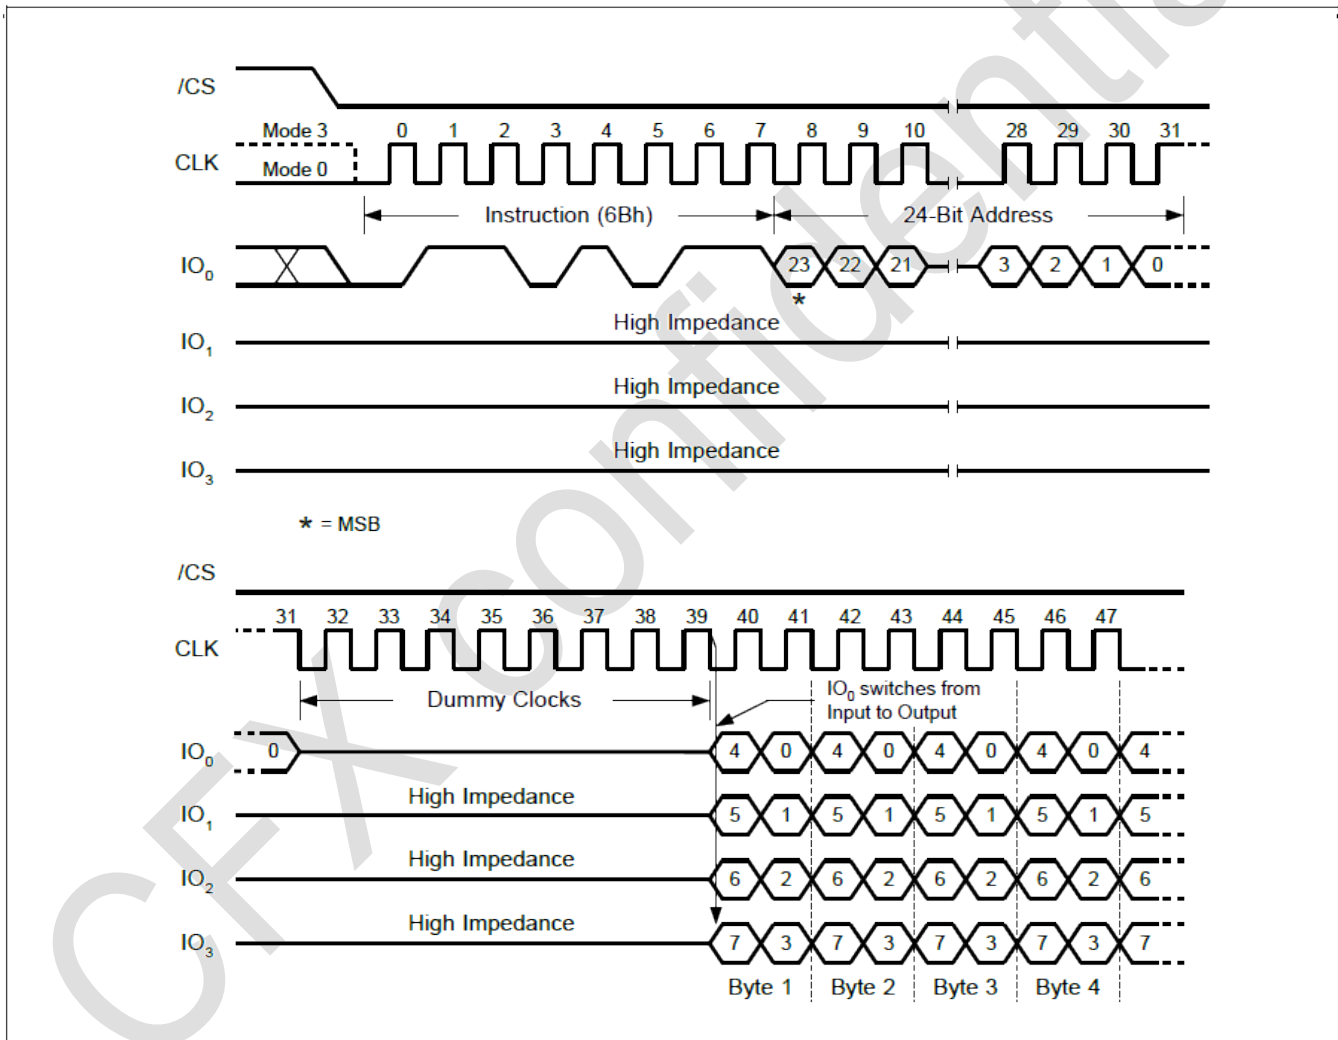 /CS
Mode 3 0 1 2 3 4 5 6 7 8 9 10 28 29 30 31
CLK
Mode 0
Instruction (6Bh) 24-Bit Address
IO0 23 22 21 3 2 1 0
*
High Impedance
IO1
High Impedance
IO2
High Impedance
IO3
* = MSB
/CS
31 32 33 34 35 36 37 38 39 40 41 42 43 44 45 46 47
CLK
Dummy Clocks IO0 switches from
Input to Output
IO0 0 4 0 4 0 4 0 4 0 4
High Impedance
IO1 5 1 5 1 5 1 5 1 5
High Impedance
IO2 6 2 6 2 6 2 6 2 6
High Impedance
IO3 7 3 7 3 7 3 7 3 7
Byte 1 Byte 2 Byte 3 Byte 4
CFX confidential